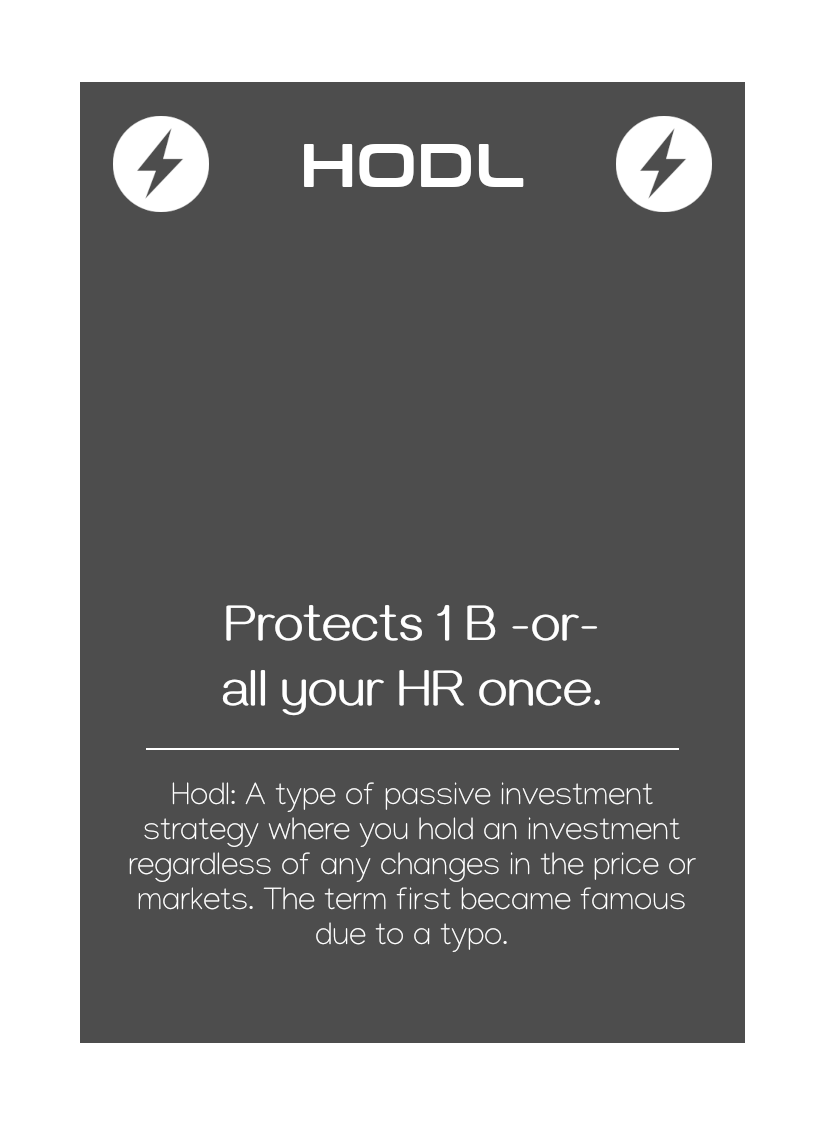 HODL
Protects 1 B -or-
all your HR once.
Hodl: A type of passive investment
strategy where you hold an investment
regardless of any changes in the price or
markets. The term first became famous
due to a typo.